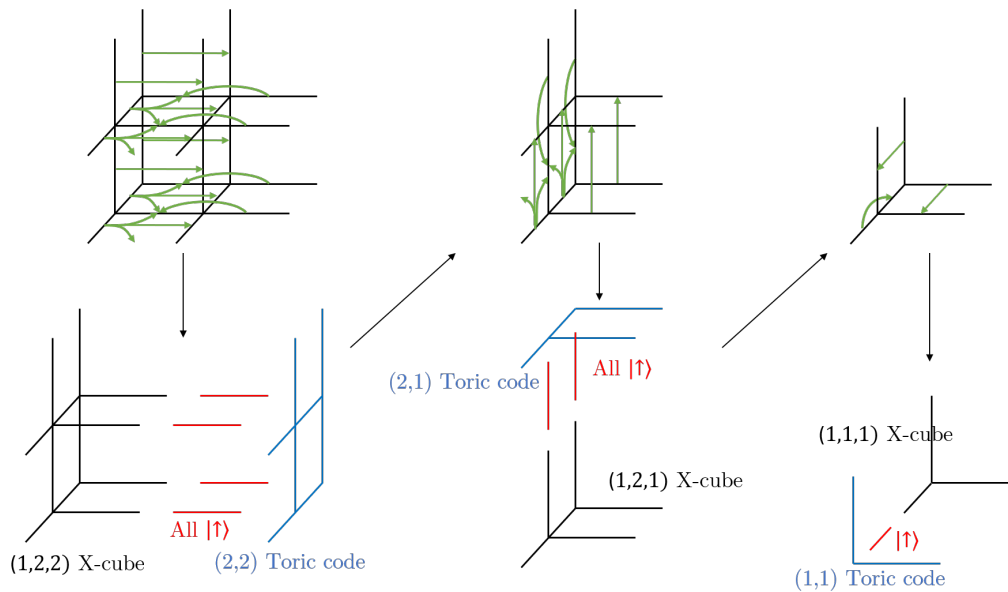 (2,1) Toric code
All |↑⟩
(1,1,1) X-cube
(1,2,1) X-cube
All |↑⟩
(1,2,2) X-cube
(2,2) Toric code
|↑⟩
(1,1) Toric code